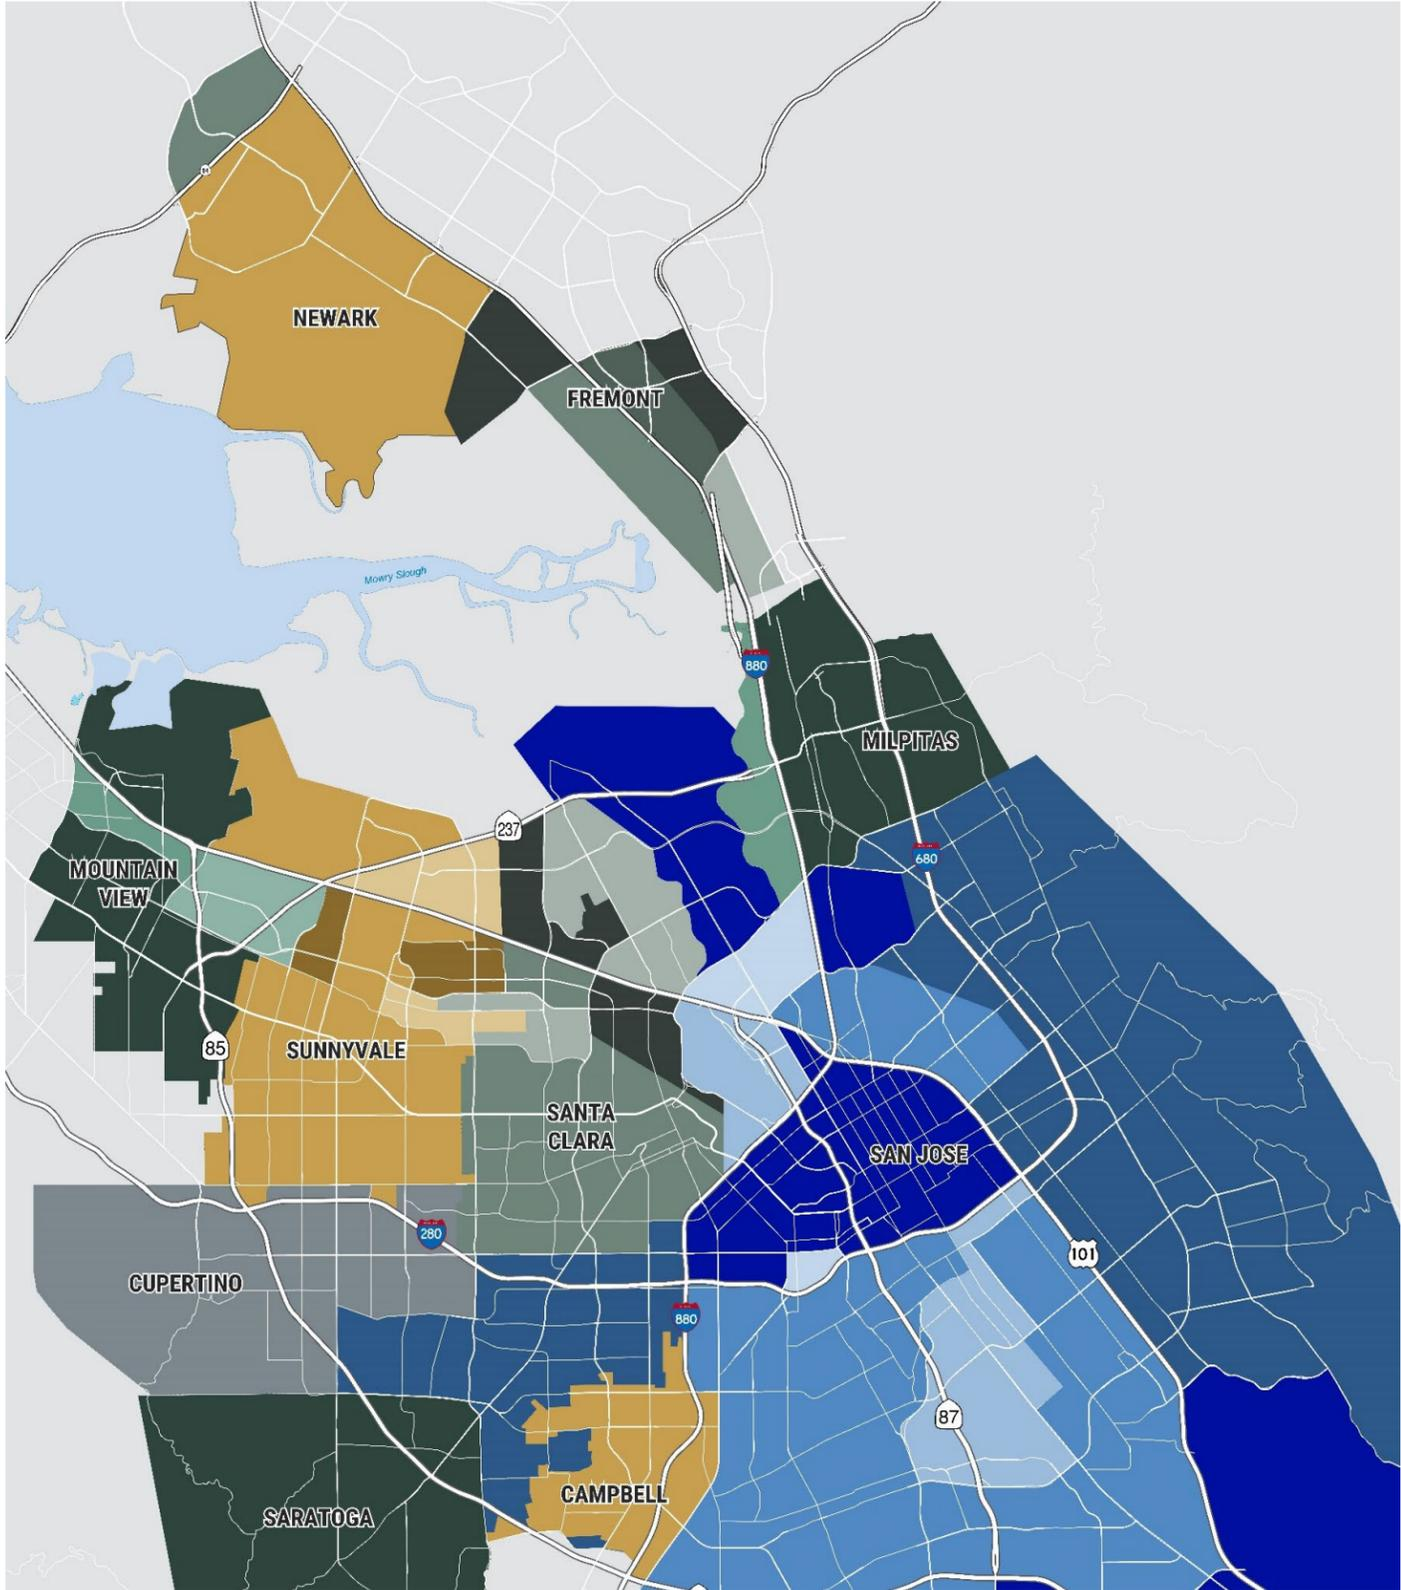 NEWARK
FREMONT
Mowry Slough
880
MILPITAS
237
680
MOUNTAIN
VIEW
85
SUNNYVALE
SANTA
CLARA
SAN JOSE
280
101
CUPERTINO
880
87
CAMPBELL
SARATOGA